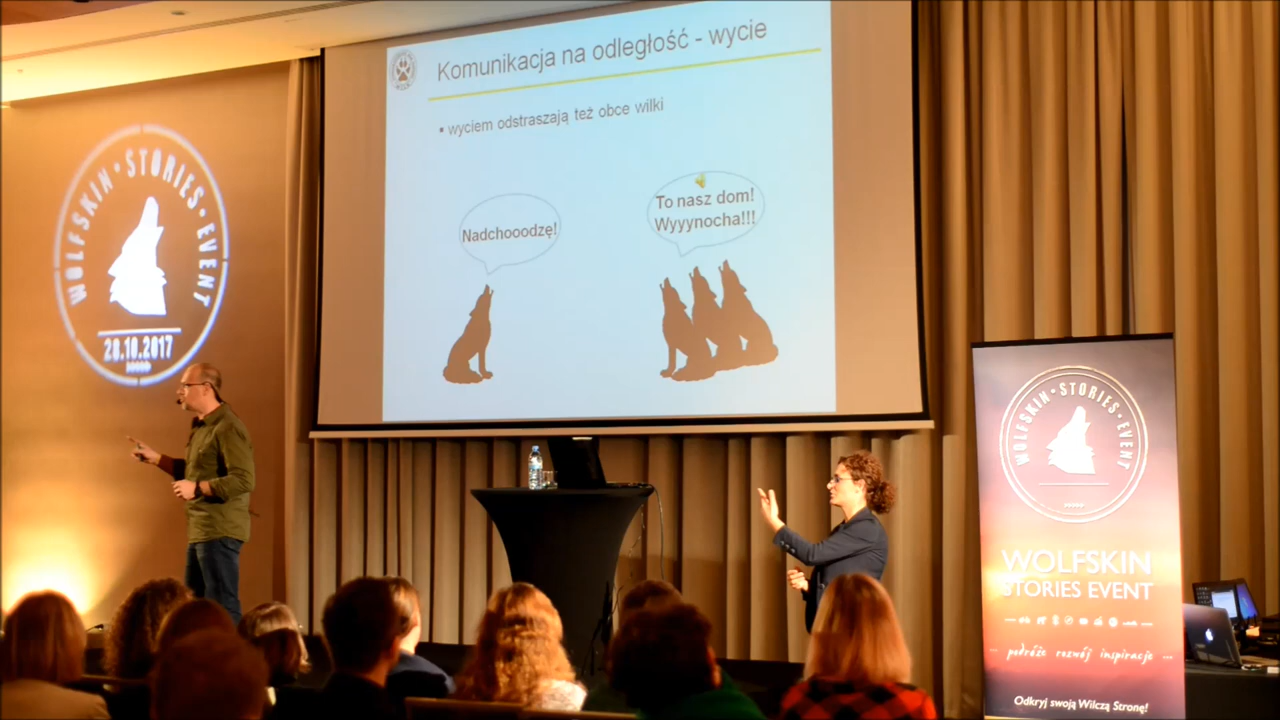 WOLFSKIN • STORIES • EVENT
28.10.2017
Komunikacja na odległość - wycie
▪ wyciem odstraszają też obce wilki
Nadchooodzę!
To nasz dom!
Wyyynocha!!!
WOLFSKIN • STORIES • EVENT
WOLFSKIN
STORIES EVENT
podróże rozwój inspiracje
Odkryj swoją Wilczą Stronę!